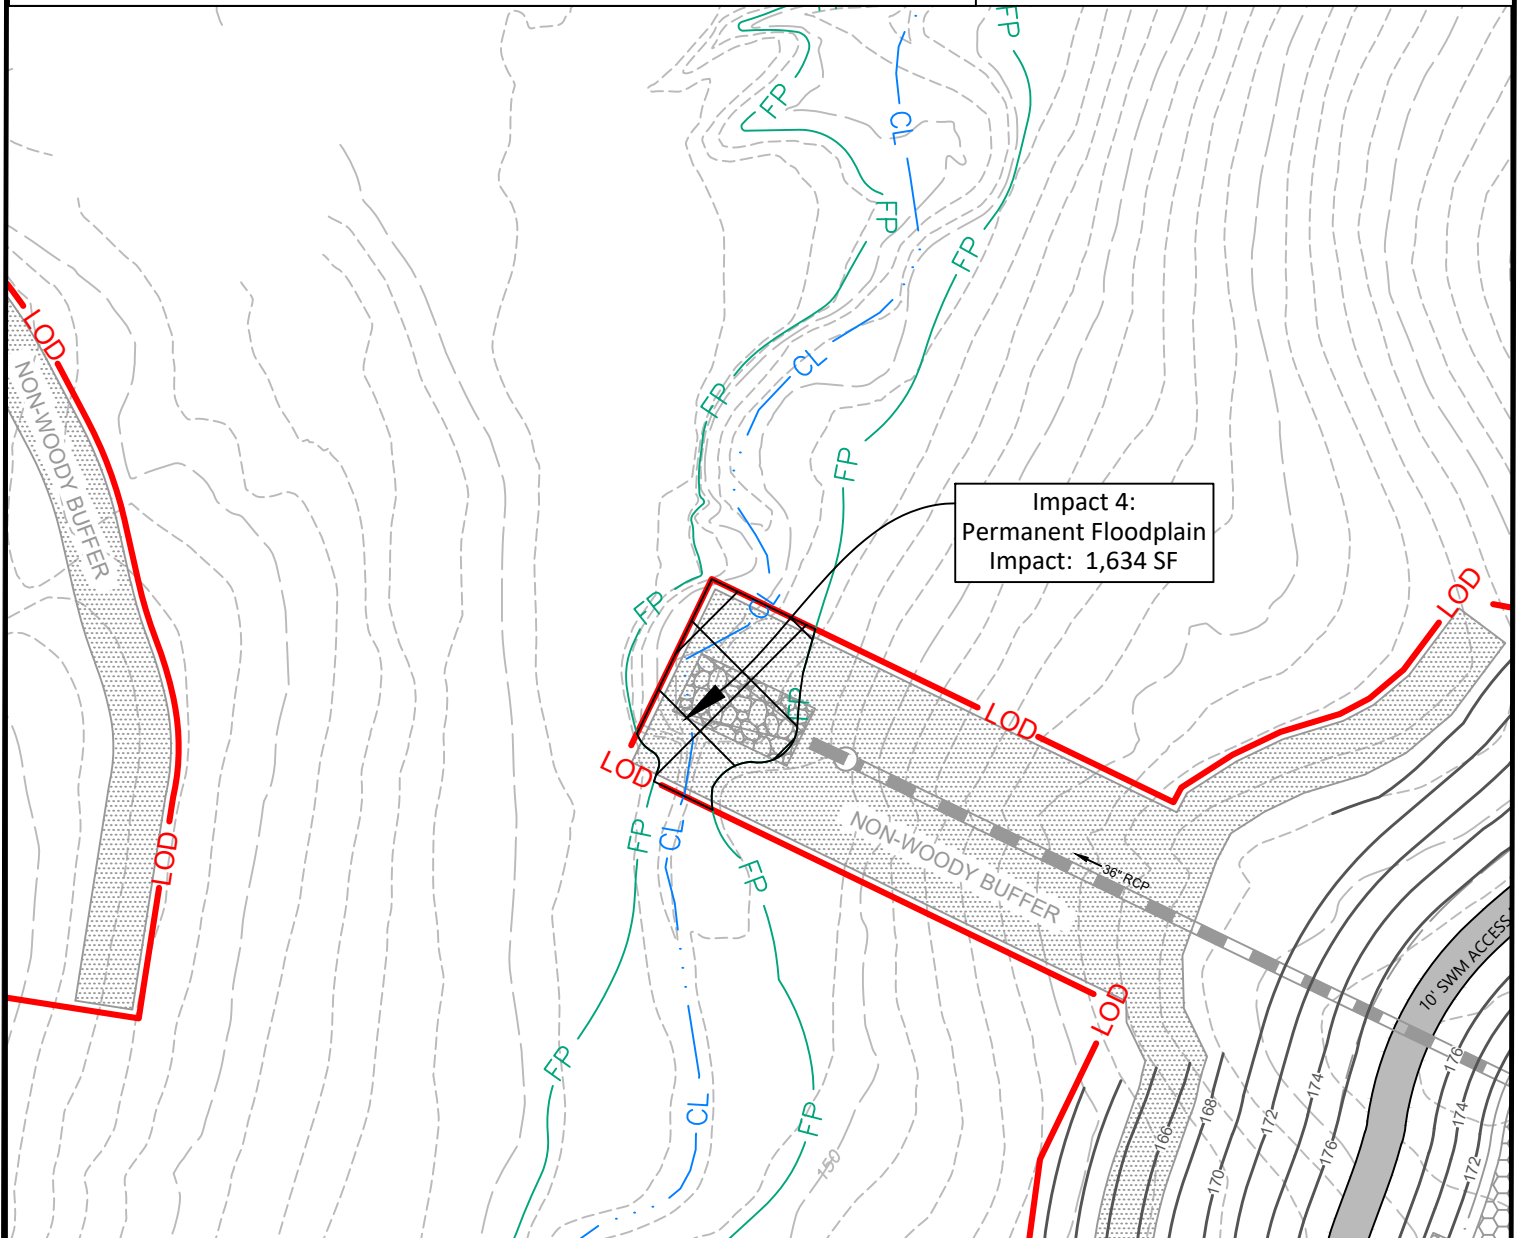 FP
FP
CL
FP
FP
LOD
CL
FP
NON-WOODY BUFFER
FP
Impact 4:
Permanent Floodplain
Impact: 1,634 SF
LOD
FP
CL
FP
LOD
LOD
FP
CL
NON-WOODY BUFFER
LOD
FP
36" RCP
10' SWM ACCESS
LOD
FP
176
174
168
CL
FP
174
172
166
176
150
170
172